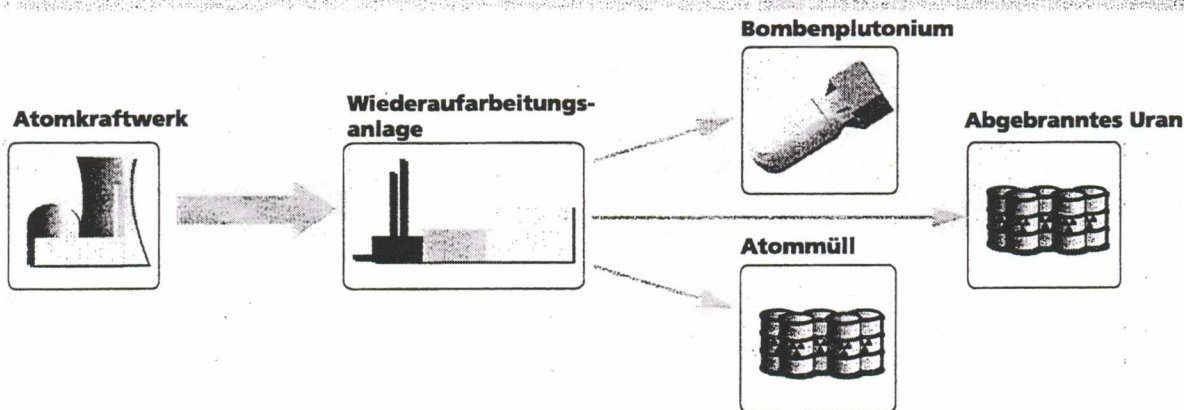 Atomkraftwerk
Wiederaufarbeitungs-
anlage
Bombenplutonium
Abgebranntes Uran
Atommüll